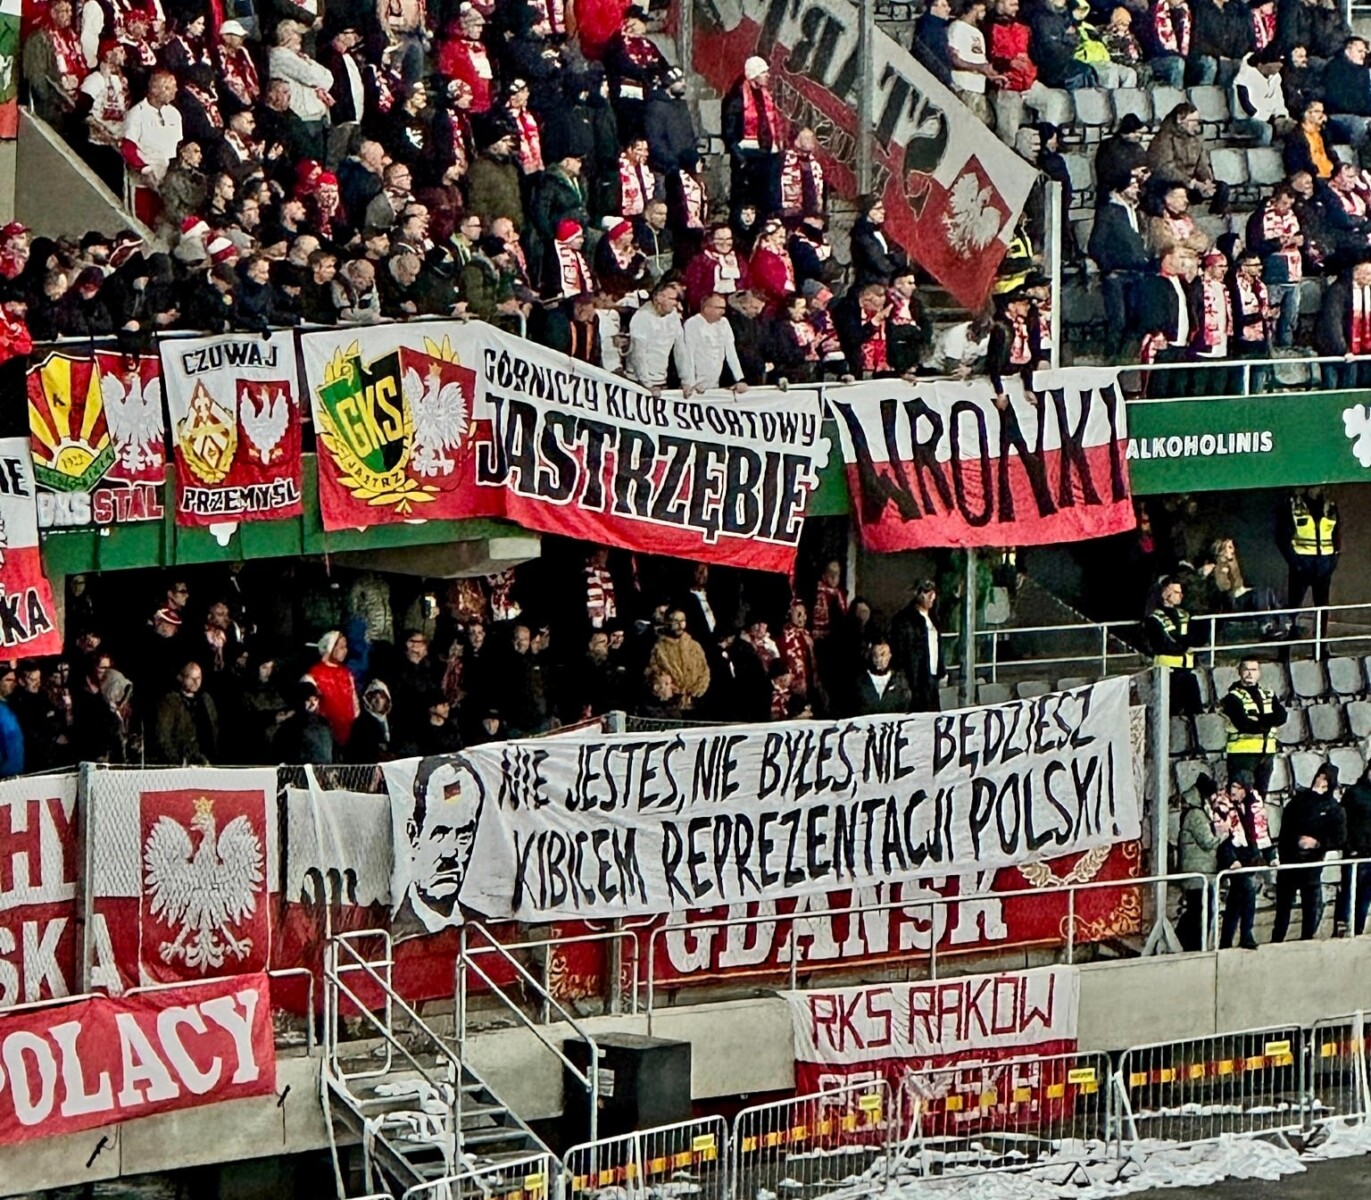 CZUWAJ
PRZEMYŚL
STAL
GKS
JASTRZ
GÓRNICZY KLUB SPORTOWY
JASTRZĘBIE
WRONKI
ALKOHOLINIS
NIE JESTEŚ, NIE BYŁEŚ, NIE BĘDZIESZ
KIBICEM REPREZENTACJI POLSKI!
GDAŃSK
POLACY
RKS RAKÓW